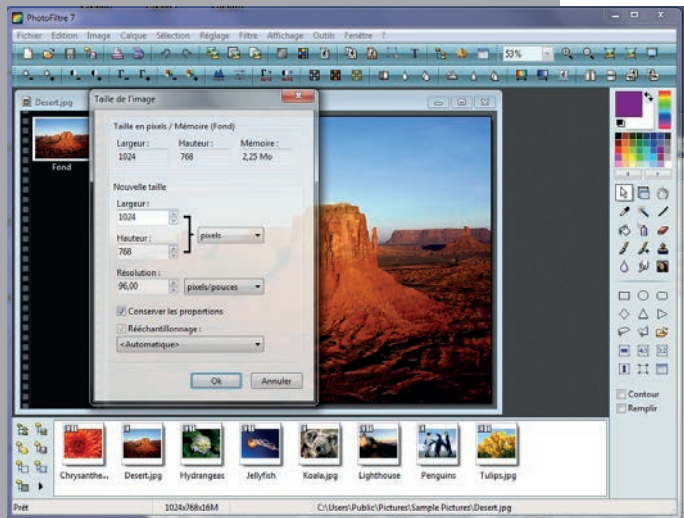 PhotoFiltre 7
Fichier Edition Image Calque Sélection Réglage Filtre Affichage Outils Fenêtre ?
53%
Desert.jpg
Fond
Taille de l'image
Taille en pixels / Mémoire (Fond)
Largeur : Hauteur : Mémoire :
1024 768 2,25 Mo
Nouvelle taille
Largeur :
1024
pixels
Hauteur :
768
Résolution :
96,00 pixels/pouces
Conserver les proportions
Rééchantillonnage :
<Automatique>
Ok Annuler
Contour
Remplir
Chrysanthe... Desert.jpg Hydrangeas Jellyfish Koala.jpg Lighthouse Penguins Tulips.jpg
Prêt 1024x768x16M C:\Users\Public\Pictures\Sample Pictures\Desert.jpg